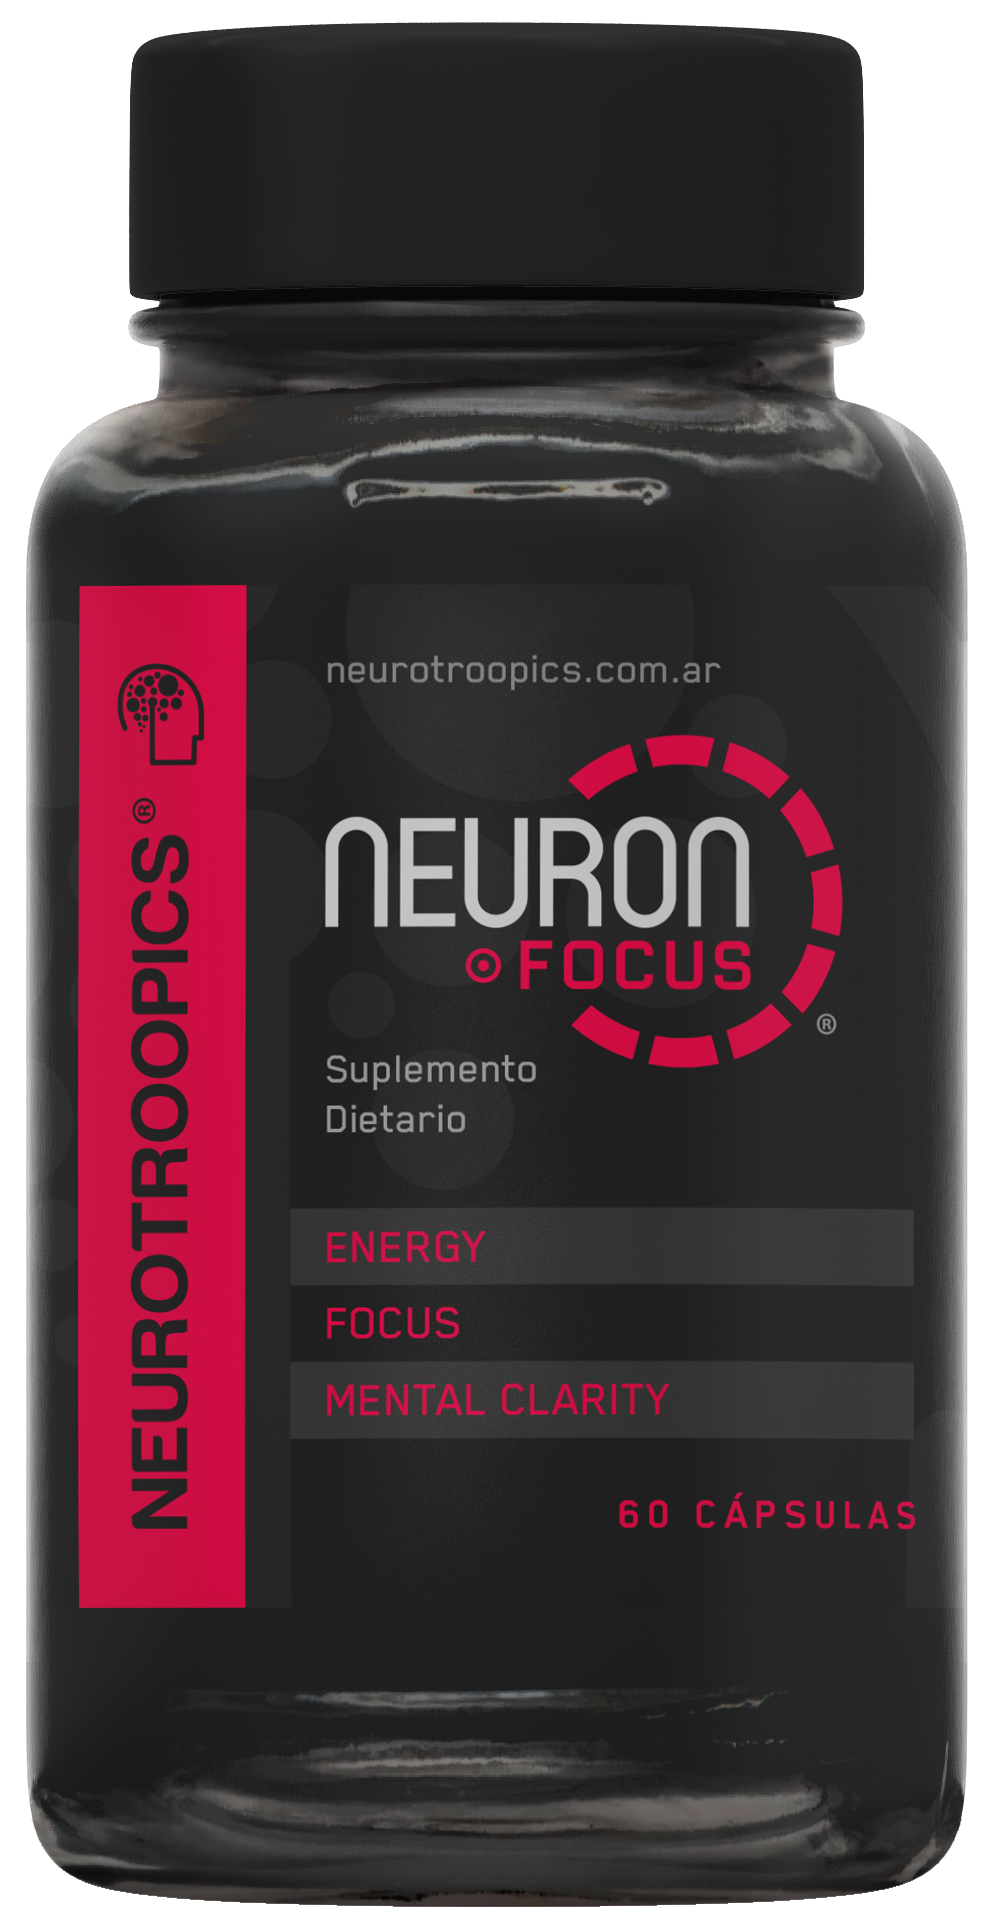 neurotroopics.com.ar
NEUROTROOPICS®
NEURON
FOCUS
®
Suplemento
Dietario
ENERGY
FOCUS
MENTAL CLARITY
60 CÁPSULAS